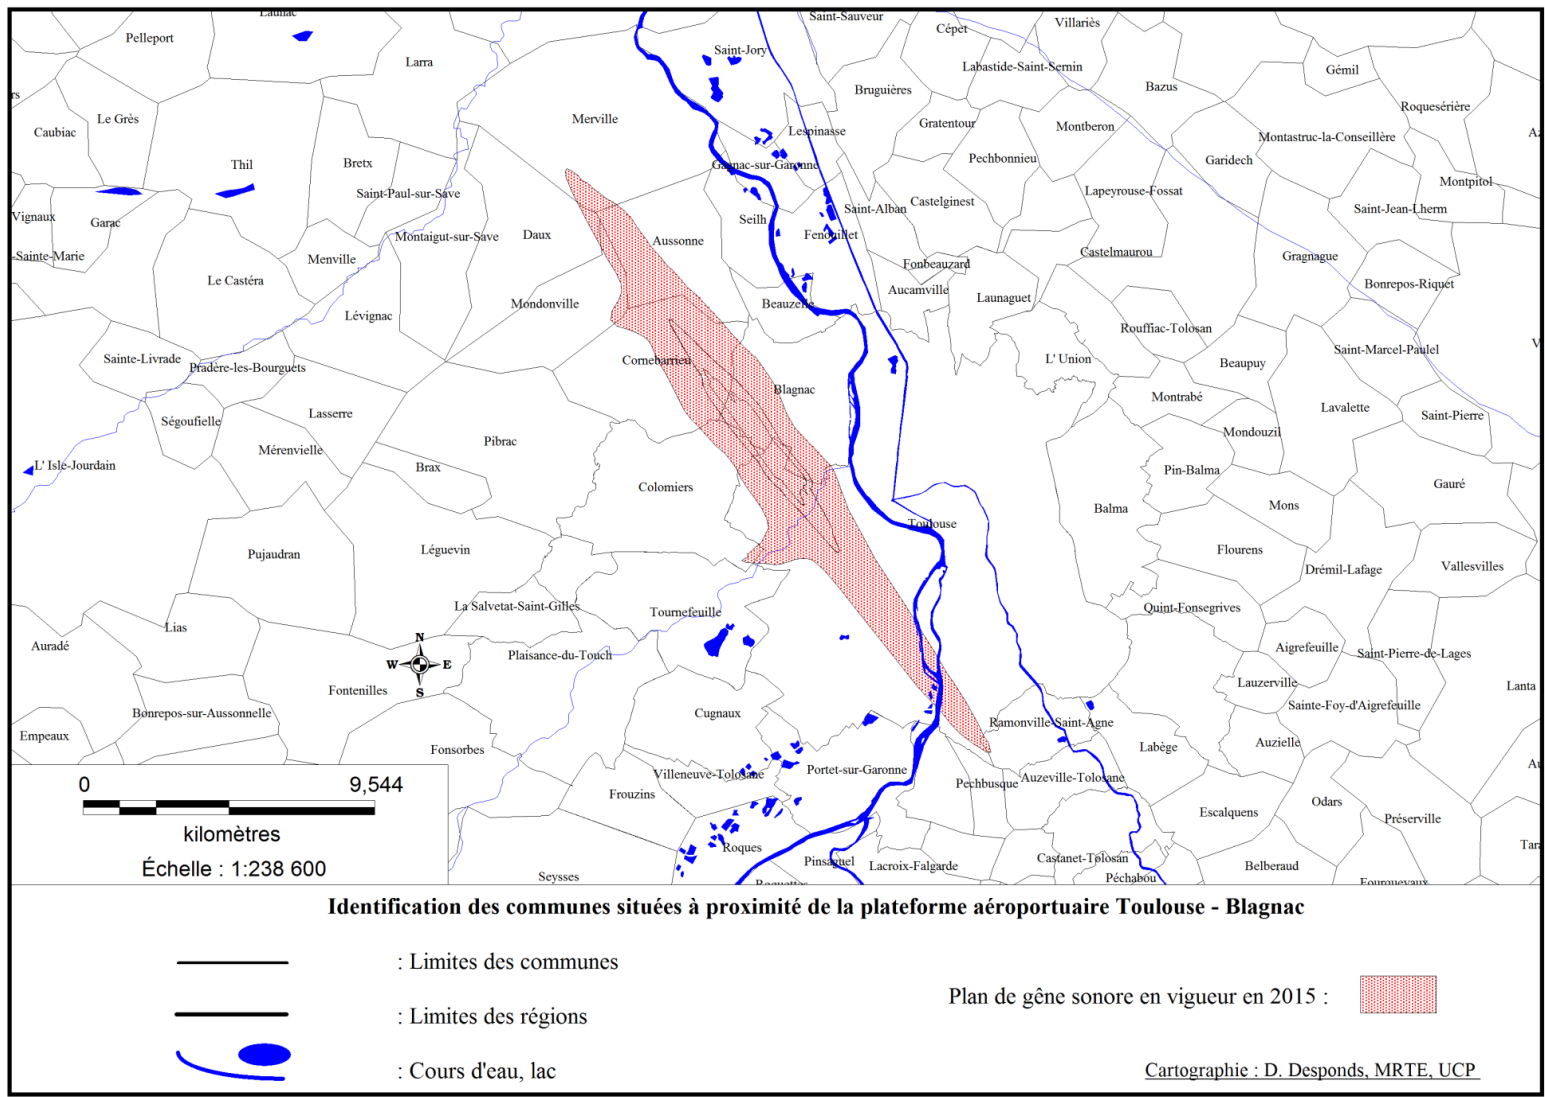 Launac
Saint-Sauveur
Cépet
Villariès
Pelleport
Saint-Jory
Larra
Labastide-Saint-Sernin
Gémil
Bruguières
Bazus
rs
Le Grès
Merville
Roquesérière
Caubiac
Lespinasse
Gratentour
Montberon
Montastruc-la-Conseillère
Az
Thil
Bretx
Gagnac-sur-Garonne
Pechbonnieu
Garidech
Saint-Paul-sur-Save
Lapeyrouse-Fossat
Montpitol
Vignaux
Garac
Seilh
Saint-Alban
Castelginest
Saint-Jean-Lherm
Montaigut-sur-Save
Daux
Aussonne
Fenouillet
-Sainte-Marie
Menville
Fonbeauzard
Castelmaurou
Gragnague
Le Castéra
Aucamville
Launaguet
Bonrepos-Riquet
Lévignac
Mondonville
Beauzelle
Rouffiac-Tolosan
Sainte-Livrade
Pradère-les-Bourguets
Cornebarrieu
L' Union
Beaupuy
Saint-Marcel-Paulel
V
Blagnac
Montrabé
Ségoufielle
Lasserre
Lavalette
Saint-Pierre
Mérenvielle
Pibrac
Mondouzil
L' Isle-Jourdain
Brax
Colomiers
Pin-Balma
Gauré
Balma
Mons
Toulouse
Pujaudran
Léguevin
Flourens
Drémil-Lafage
Vallesvilles
La Salvetat-Saint-Gilles
Tournefeuille
Quint-Fonsegrives
Lias
Auradé
N
W E
S
Plaisance-du-Touch
Aigrefeuille
Saint-Pierre-de-Lages
Fontenilles
Lauzerville
Lanta
Bonrepos-sur-Aussonnelle
Cugnaux
Ramonville-Saint-Agne
Sainte-Foy-d'Aigrefeuille
Empeaux
Fonsorbes
Labège
Auzielle
Au
Villeneuve-Tolosane
Portet-sur-Garonne
Pechbusque
Auzeville-Tolosane
Frouzins
Escalquens
Odars
Préserville
Roques
Pinsaguel
Lacroix-Falgarde
Castanet-Tolosan
Belberaud
Tara
Seysses
Roquettes
Péchabou
Fourquevaux
0 9,544
kilomètres
Échelle : 1:238 600
Identification des communes situées à proximité de la plateforme aéroportuaire Toulouse - Blagnac
: Limites des communes
Plan de gêne sonore en vigueur en 2015 :
: Limites des régions
: Cours d'eau, lac
Cartographie : D. Desponds, MRTE, UCP